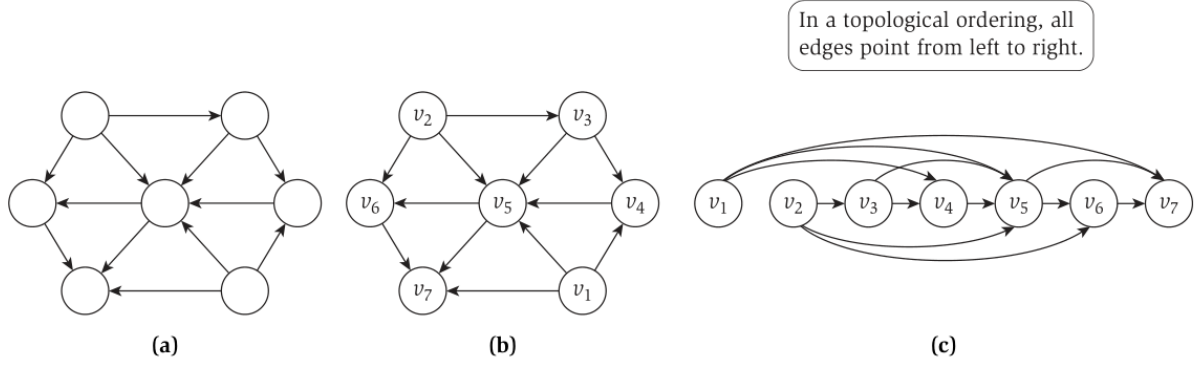 In a topological ordering, all
edges point from left to right.
v₂ v₃
v₆ v₅ v₄
v₇ v₁
v₁ v₂ v₃ v₄ v₅ v₆ v₇
(a) (b) (c)